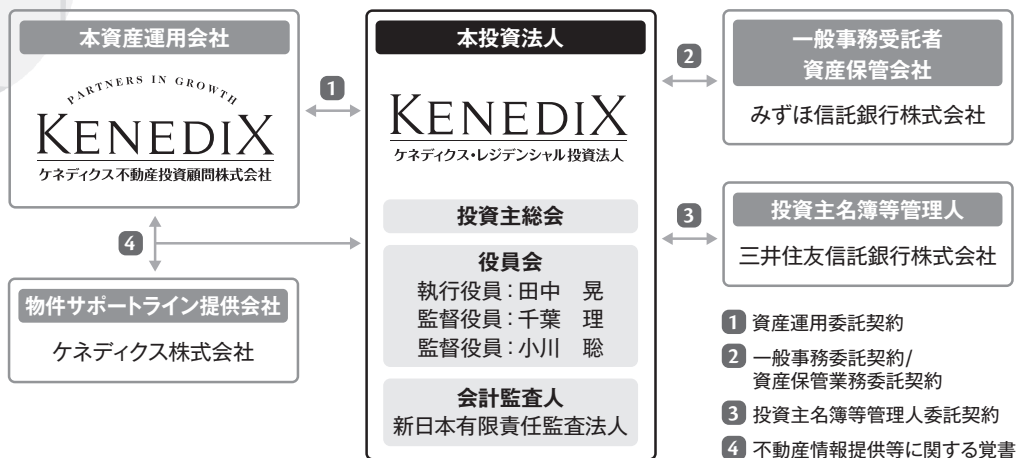 本資産運用会社
PARTNERS IN GROWTH
KENEDIX
ケネディクス不動産投資顧問株式会社
1
4
物件サポートライン提供会社
ケネディクス株式会社
本投資法人
KENEDIX
ケネディクス・レジデンシャル投資法人
投資主総会
役員会
執行役員：田中　晃
監督役員：千葉　理
監督役員：小川　聡
会計監査人
新日本有限責任監査法人
2
一般事務受託者
資産保管会社
みずほ信託銀行株式会社
3
投資主名簿等管理人
三井住友信託銀行株式会社
1 資産運用委託契約
2 一般事務委託契約/
資産保管業務委託契約
3 投資主名簿等管理人委託契約
4 不動産情報提供等に関する覚書